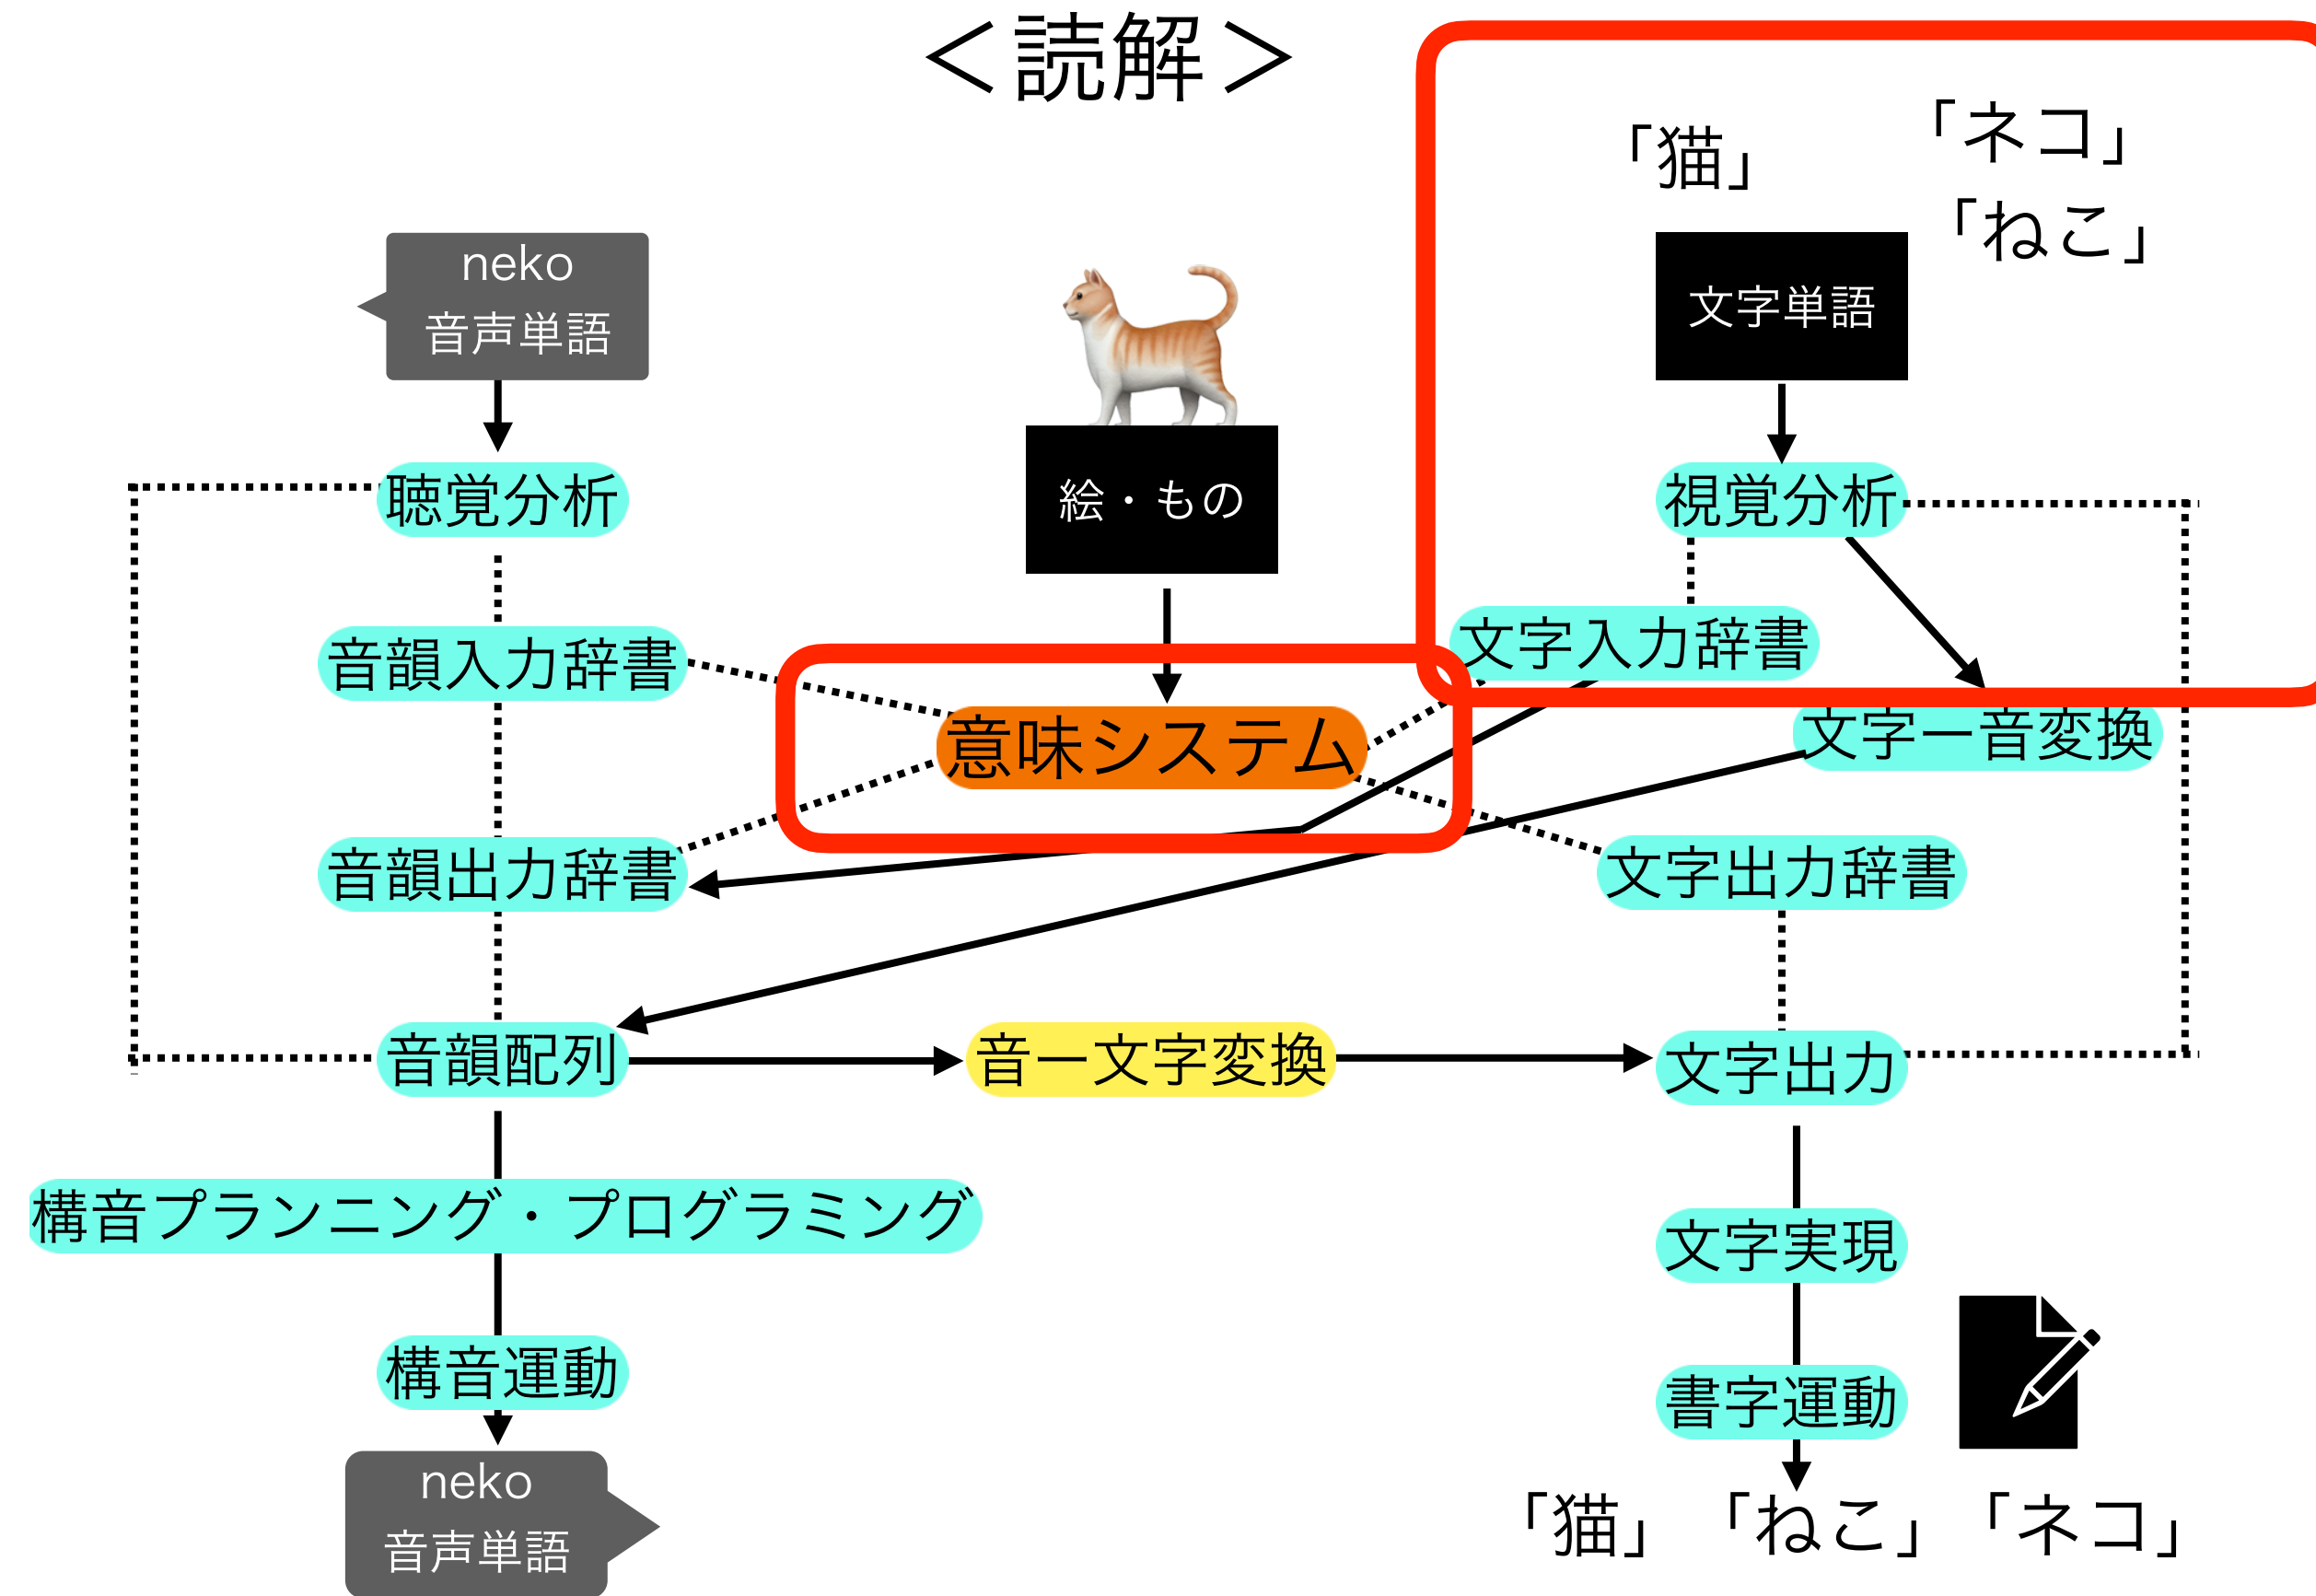 ＜読解＞
「猫」
「ネコ」
「ねこ」
neko
音声単語
文字単語
絵・もの
聴覚分析
視覚分析
音韻入力辞書
文字入力辞書
意味システム
文字ー音変換
音韻出力辞書
文字出力辞書
音韻配列
音ー文字変換
文字出力
構音プランニング・プログラミング
文字実現
構音運動
書字運動
neko
音声単語
「猫」「ねこ」「ネコ」